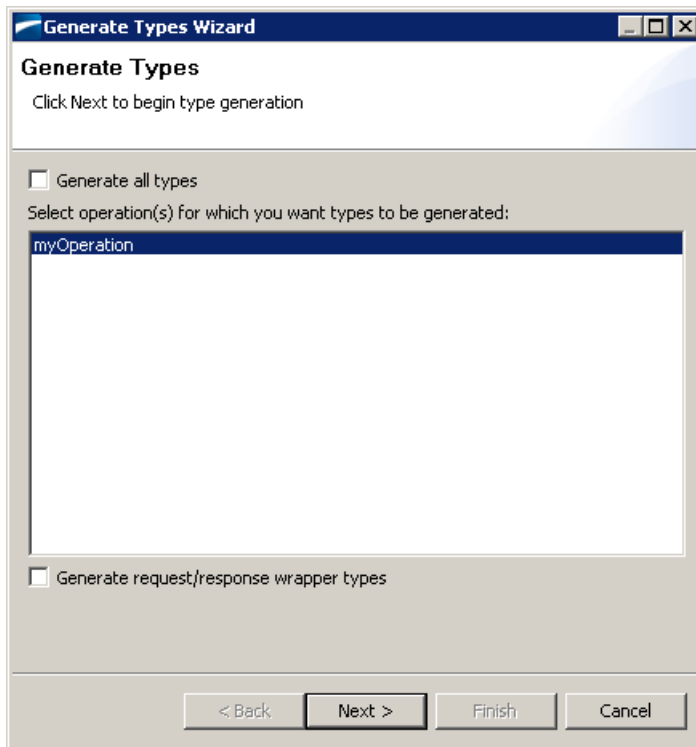 Generate Types Wizard
Generate Types
Click Next to begin type generation
Generate all types
Select operation(s) for which you want types to be generated:
myOperation
Generate request/response wrapper types
< Back Next > Finish Cancel